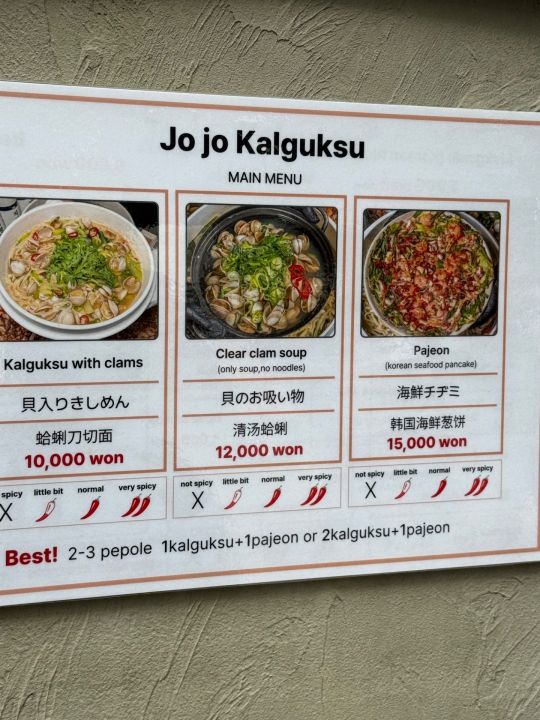 Jo jo Kalguksu
MAIN MENU
Kalguksu with clams
貝入りきしめん
蛤蜊刀切面
10,000 won
spicy little bit normal very spicy
X
Clear clam soup
(only soup,no noodles)
貝のお吸い物
清汤蛤蜊
12,000 won
not spicy little bit normal very spicy
X
Pajeon
(korean seafood pancake)
海鮮チヂミ
韩国海鲜葱饼
15,000 won
not spicy little bit normal very spicy
X
Best! 2-3 pepole 1kalguksu+1pajeon or 2kalguksu+1pajeon